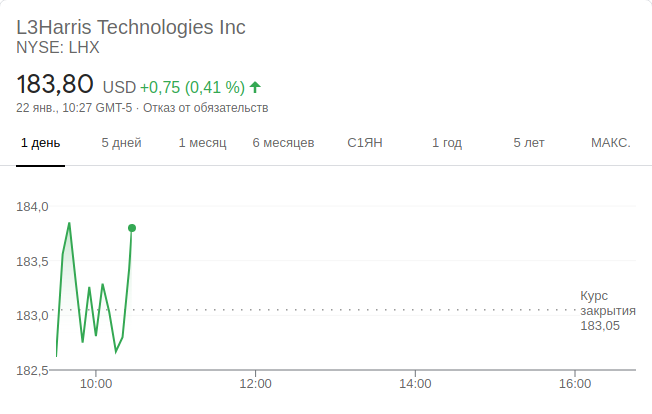 L3Harris Technologies Inc
NYSE: LHX
183,80 USD +0,75 (0,41 %)
22 янв., 10:27 GMT-5 · Отказ от обязательств
1 день 5 дней 1 месяц 6 месяцев С1ЯН 1 год 5 лет МАКС.
184,0
183,5
183,0
182,5
Курс
закрытия
183,05
10:00 12:00 14:00 16:00